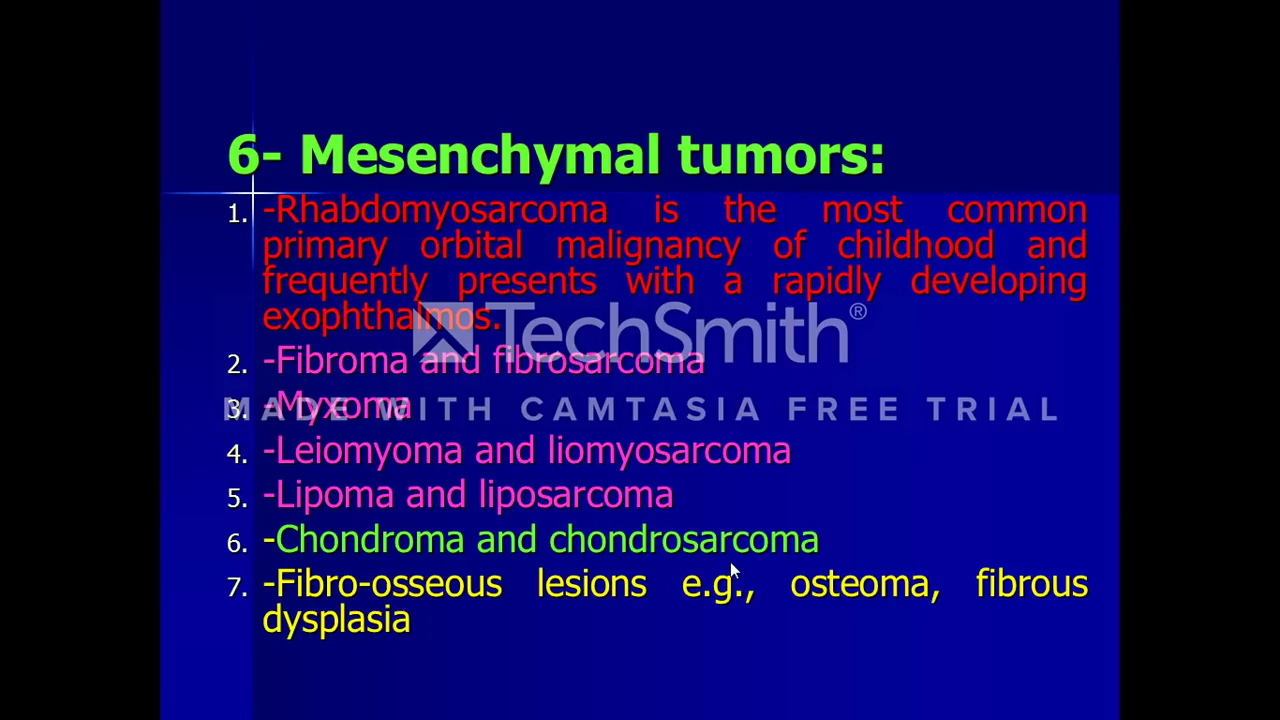 6- Mesenchymal tumors:
1. -Rhabdomyosarcoma is the most common
primary orbital malignancy of childhood and
frequently presents with a rapidly developing
exophthalmos.
TechSmith®
2. -Fibroma and fibrosarcoma
3. -Myxoma
MADE WITH CAMTASIA FREE TRIAL
4. -Leiomyoma and liomyosarcoma
5. -Lipoma and liposarcoma
6. -Chondroma and chondrosarcoma
7. -Fibro-osseous lesions e.g., osteoma, fibrous
dysplasia